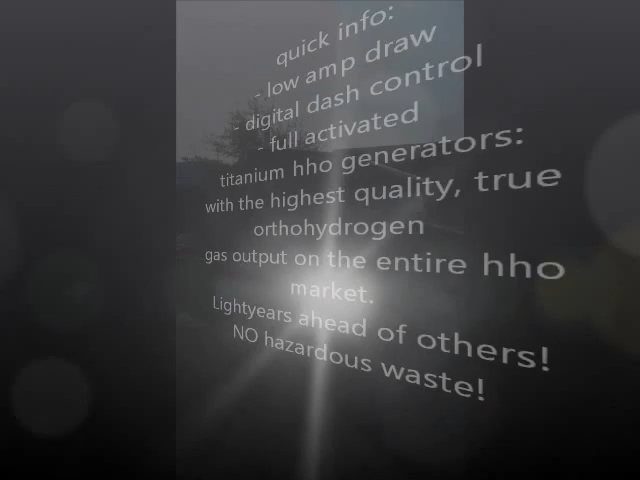 quick info:
- low amp draw
- digital dash control
- full activated
titanium hho generators:
with the highest quality, true
orthohydrogen
gas output on the entire hho
market.
Lightyears ahead of others!
NO hazardous waste!